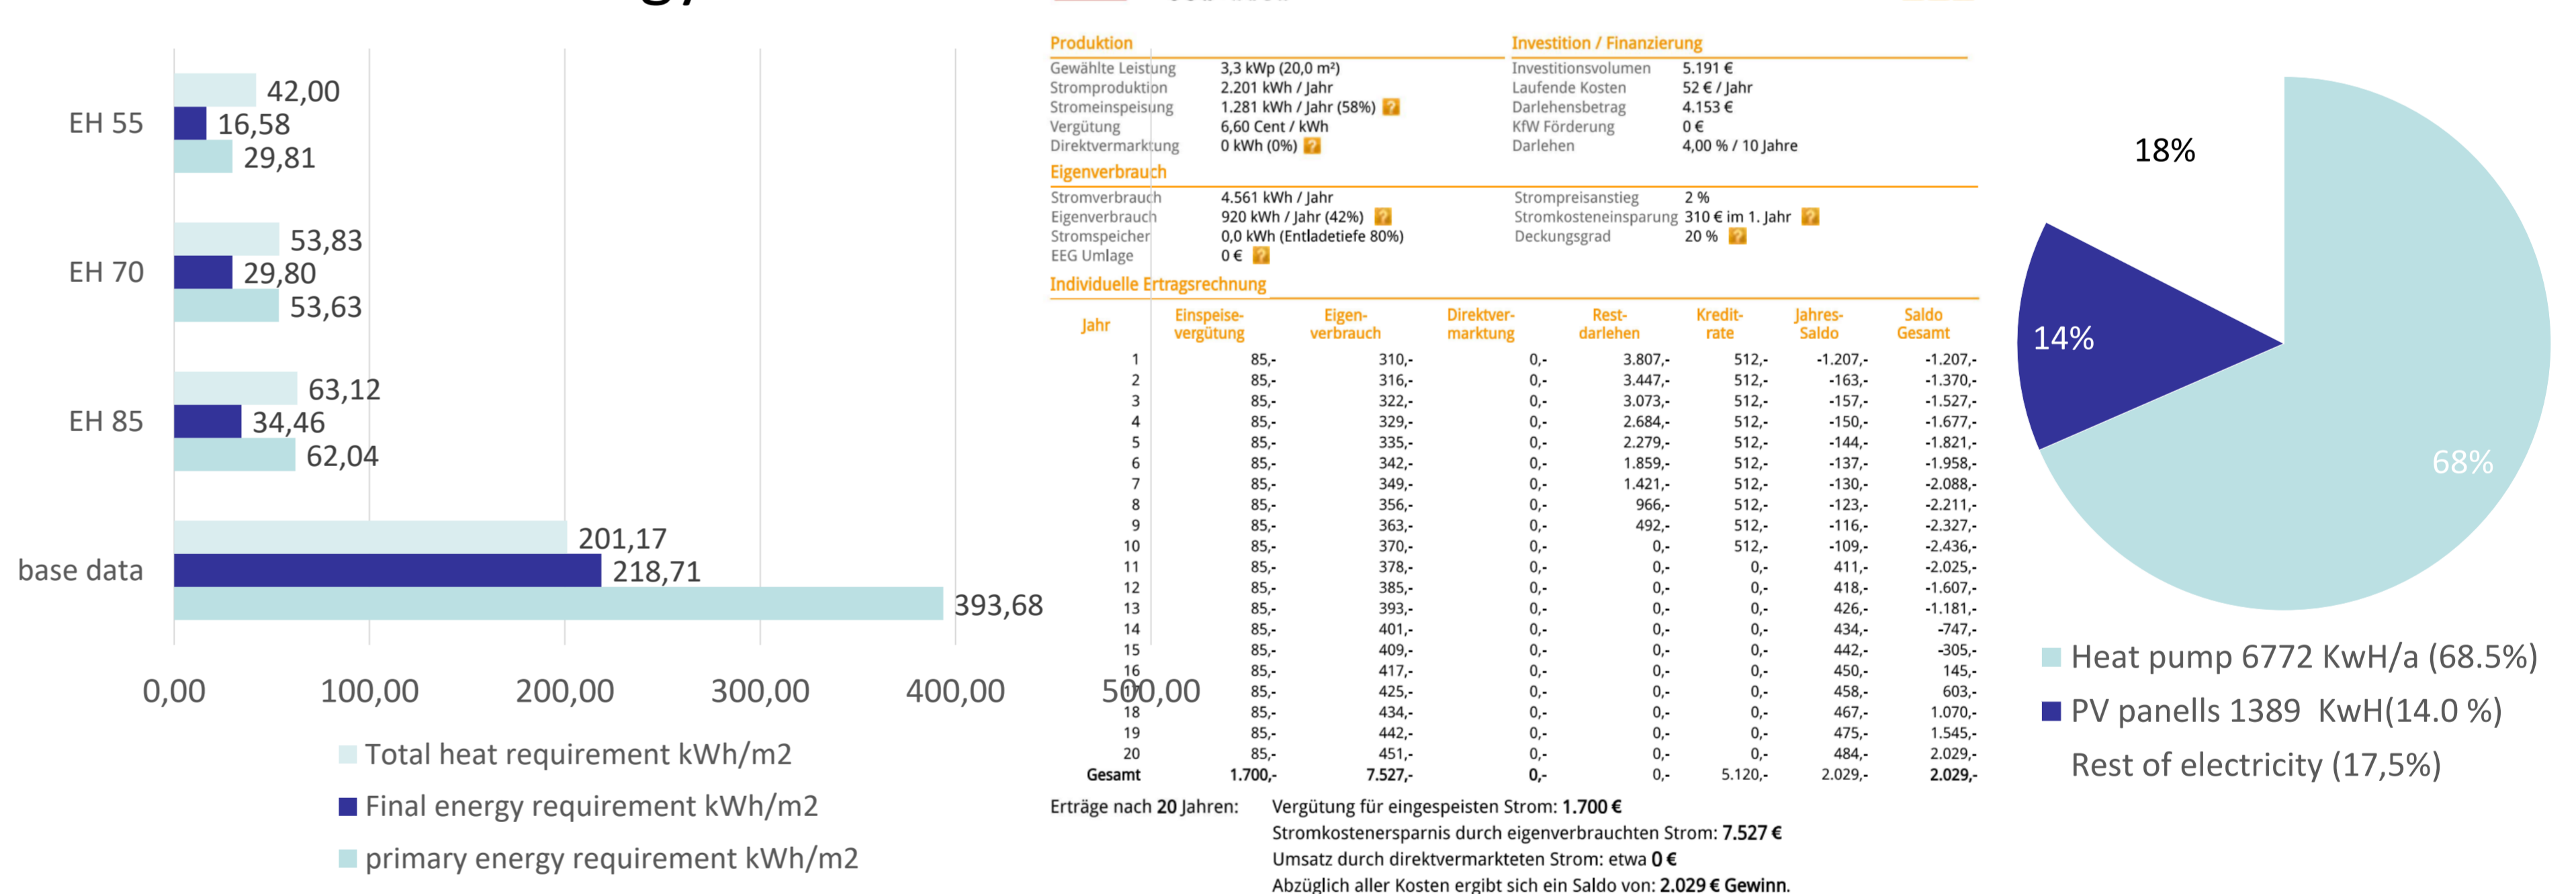 EH 55
42,00
16,58
29,81
EH 70
53,83
29,80
53,63
EH 85
63,12
34,46
62,04
base data
201,17
218,71
393,68
0,00 100,00 200,00 300,00 400,00 500,00
Total heat requirement kWh/m2
Final energy requirement kWh/m2
primary energy requirement kWh/m2
Produktion
Gewählte Leistung 3,3 kWp (20,0 m²)
Stromproduktion 2.201 kWh / Jahr
Stromeinspeisung 1.281 kWh / Jahr (58%) ?
Vergütung 6,60 Cent / kWh
Direktvermarktung 0 kWh (0%) ?
Investition / Finanzierung
Investitionsvolumen 5.191 €
Laufende Kosten 52 € / Jahr
Darlehensbetrag 4.153 €
KfW Förderung 0 €
Darlehen 4,00 % / 10 Jahre
Eigenverbrauch
Stromverbrauch 4.561 kWh / Jahr
Eigenverbrauch 920 kWh / Jahr (42%) ?
Stromspeicher 0,0 kWh (Entladetiefe 80%)
EEG Umlage 0 € ?
Strompreisanstieg 2 %
Stromkosteneinsparung 310 € im 1. Jahr ?
Deckungsgrad 20 % ?
Individuelle Ertragsrechnung
Jahr Einspeise- Eigen- Direktver- Rest- Kredit- Jahres- Saldo
vergütung verbrauch marktung darlehen rate Saldo Gesamt
1 85,- 310,- 0,- 3.807,- 512,- -1.207,- -1.207,-
2 85,- 316,- 0,- 3.447,- 512,- -163,- -1.370,-
3 85,- 322,- 0,- 3.073,- 512,- -157,- -1.527,-
4 85,- 329,- 0,- 2.684,- 512,- -150,- -1.677,-
5 85,- 335,- 0,- 2.279,- 512,- -144,- -1.821,-
6 85,- 342,- 0,- 1.859,- 512,- -137,- -1.958,-
7 85,- 349,- 0,- 1.421,- 512,- -130,- -2.088,-
8 85,- 356,- 0,- 966,- 512,- -123,- -2.211,-
9 85,- 363,- 0,- 492,- 512,- -116,- -2.327,-
10 85,- 370,- 0,- 0,- 512,- -109,- -2.436,-
11 85,- 378,- 0,- 0,- 0,- 411,- -2.025,-
12 85,- 385,- 0,- 0,- 0,- 418,- -1.607,-
13 85,- 393,- 0,- 0,- 0,- 426,- -1.181,-
14 85,- 401,- 0,- 0,- 0,- 434,- -747,-
15 85,- 409,- 0,- 0,- 0,- 442,- -305,-
16 85,- 417,- 0,- 0,- 0,- 450,- 145,-
17 85,- 425,- 0,- 0,- 0,- 458,- 603,-
18 85,- 434,- 0,- 0,- 0,- 467,- 1.070,-
19 85,- 442,- 0,- 0,- 0,- 475,- 1.545,-
20 85,- 451,- 0,- 0,- 0,- 484,- 2.029,-
Gesamt 1.700,- 7.527,- 0,- 0,- 5.120,- 2.029,- 2.029,-
Erträge nach 20 Jahren: Vergütung für eingespeisten Strom: 1.700 €
Stromkostenersparnis durch eigenverbrauchten Strom: 7.527 €
Umsatz durch direktvermarkteten Strom: etwa 0 €
Abzüglich aller Kosten ergibt sich ein Saldo von: 2.029 € Gewinn.
18%
14%
68%
Heat pump 6772 KwH/a (68.5%)
PV panells 1389 KwH(14.0 %)
Rest of electricity (17,5%)